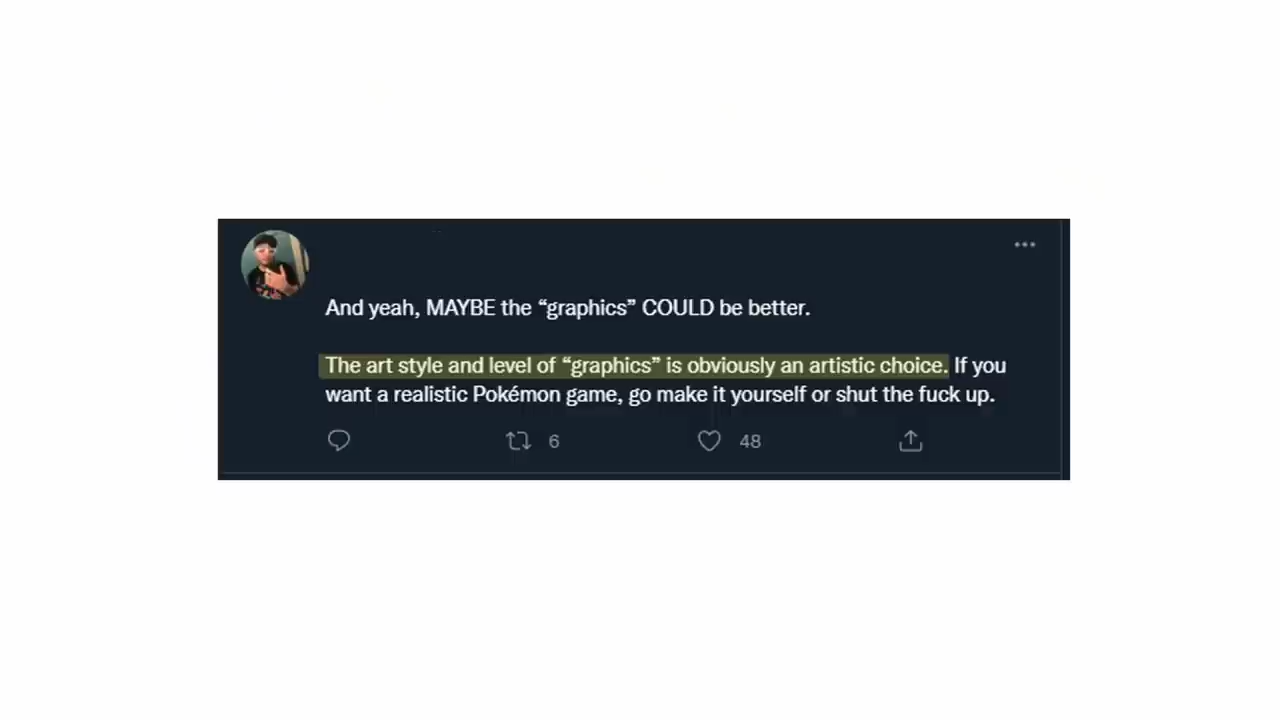 And yeah, MAYBE the “graphics” COULD be better.
The art style and level of “graphics” is obviously an artistic choice. If you
want a realistic Pokémon game, go make it yourself or shut the fuck up.
6 48